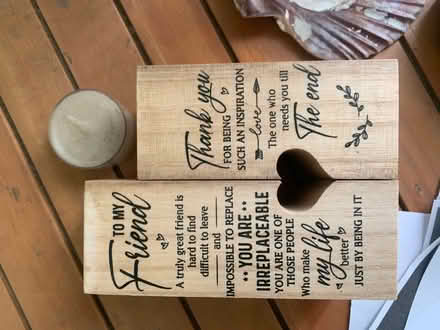 Thank you
FOR BEING
SUCH AN INSPIRATION
love
The one who
needs you till
The end
TO MY
Friend
A truly great friend is
hard to find
difficult to leave
and
IMPOSSIBLE TO REPLACE
YOU ARE
IRREPLACEABLE
YOU ARE ONE OF
THOSE PEOPLE
Who make
my life
better
JUST BY BEING IN IT